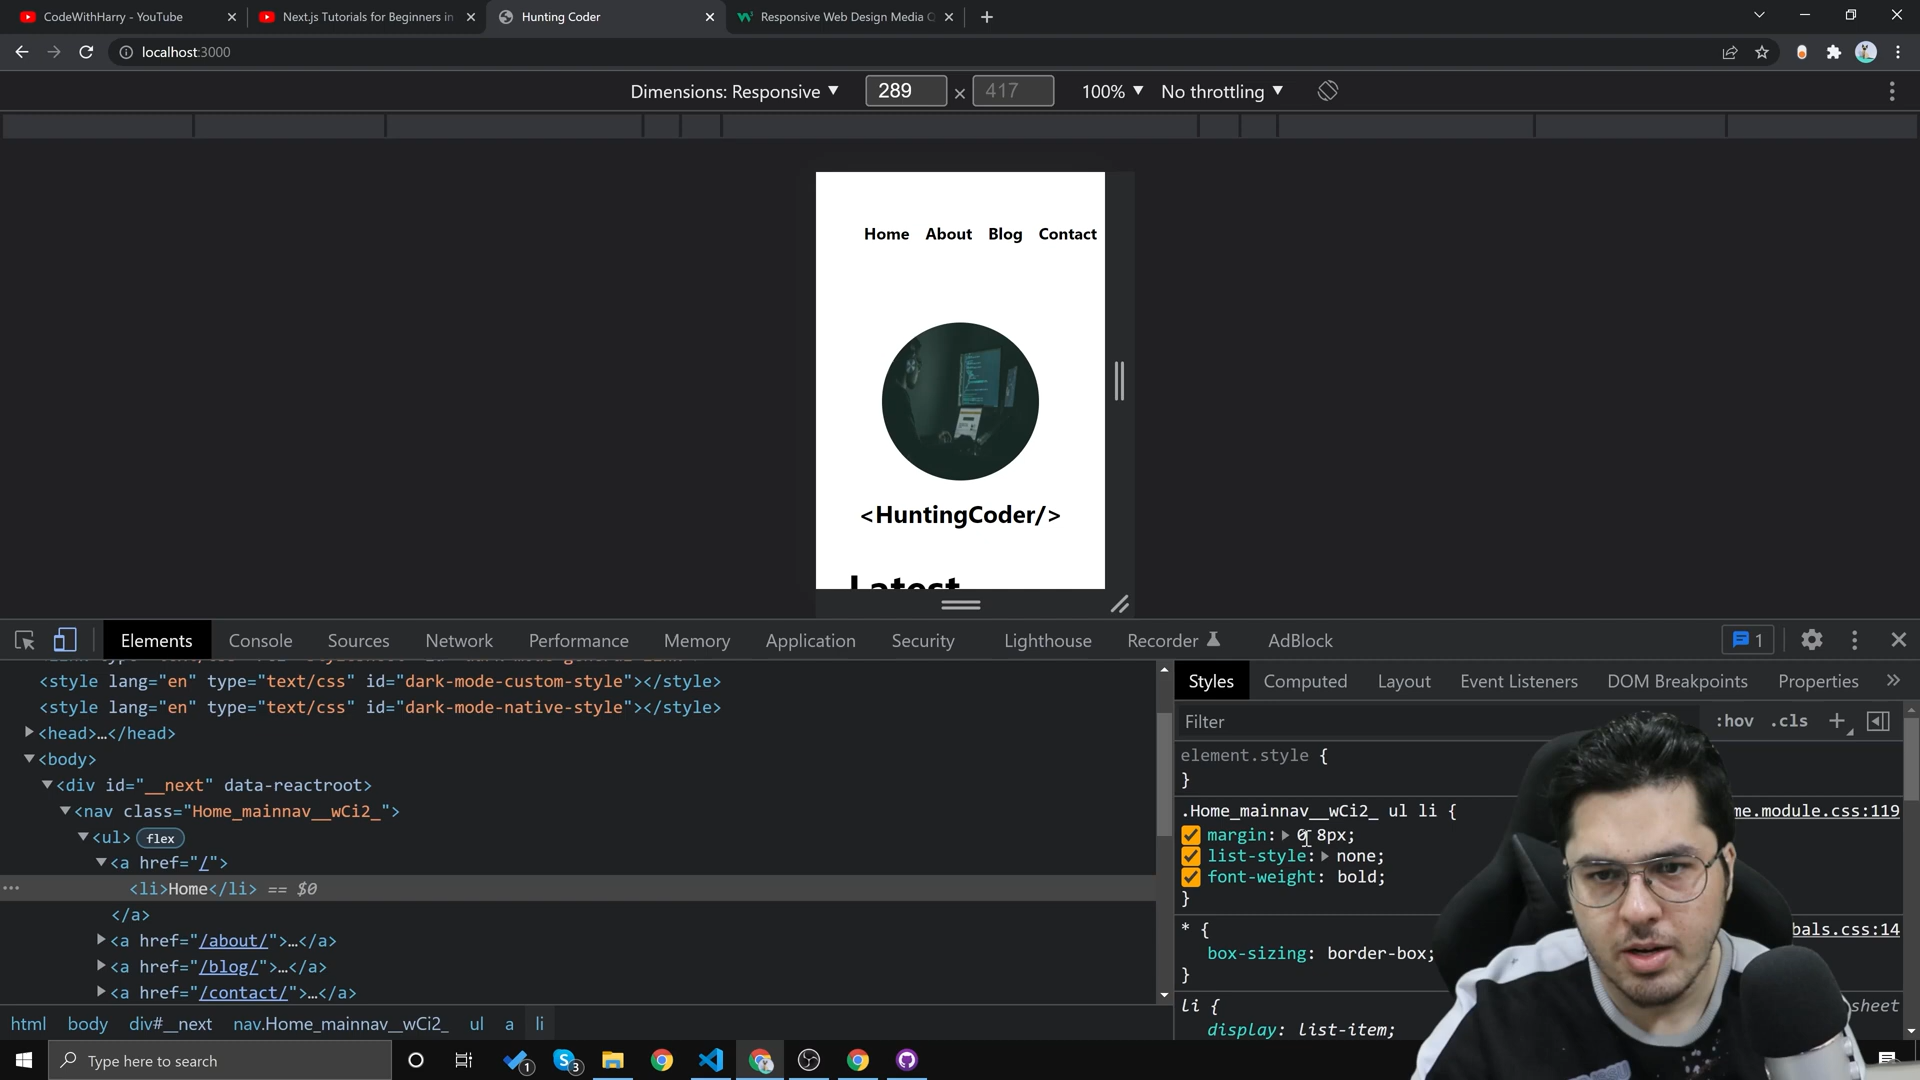 CodeWithHarry - YouTube
Next.js Tutorials for Beginners in
Hunting Coder
Responsive Web Design Media Q
localhost:3000
Dimensions: Responsive
289
×
417
100%
No throttling
Home
About
Blog
Contact
<HuntingCoder/>
Latest
Elements
Console
Sources
Network
Performance
Memory
Application
Security
Lighthouse
Recorder
AdBlock
1
<style lang="en" type="text/css" id="dark-mode-custom-style"></style>
<style lang="en" type="text/css" id="dark-mode-native-style"></style>
<head>…</head>
<body>
<div id="__next" data-reactroot>
<nav class="Home_mainnav__wCi2_">
<ul> flex
<a href="/">
<li>Home</li> == $0
</a>
<a href="/about/">…</a>
<a href="/blog/">…</a>
<a href="/contact/">…</a>
html
body
div#__next
nav.Home_mainnav__wCi2_
ul
a
li
Styles
Computed
Layout
Event Listeners
DOM Breakpoints
Properties
Filter
:hov
.cls
element.style {
}
.Home_mainnav__wCi2_ ul li {
me.module.css:119
margin: 0 8px;
list-style: none;
font-weight: bold;
}
* {
bals.css:14
box-sizing: border-box;
}
li {
sheet
display: list-item;
Type here to search
1
3